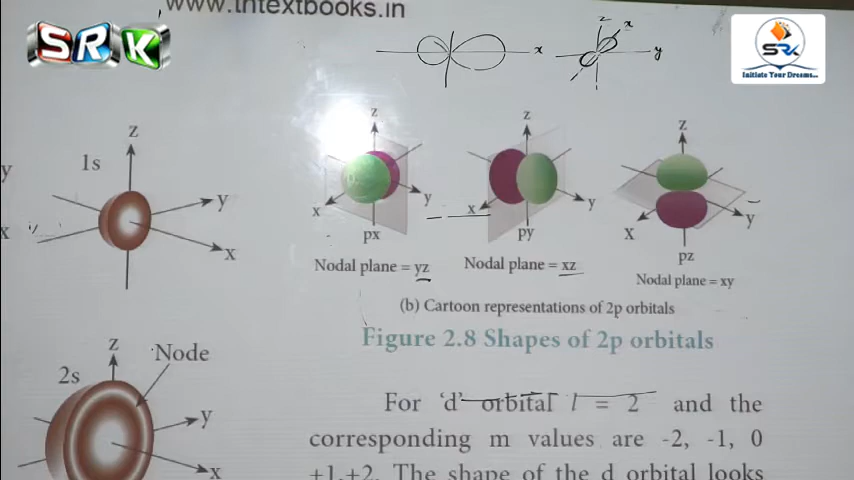 www.tntextbooks.in
SRK
SRK
Initiate Your Dreams...
x
z
x
y
y
x
z
1s
y
x
z
x
y
px
Nodal plane = yz
z
x
y
py
Nodal plane = xz
z
x
y
pz
Nodal plane = xy
(b) Cartoon representations of 2p orbitals
Figure 2.8 Shapes of 2p orbitals
z
Node
2s
y
x
For 'd' orbital l = 2 and the
corresponding m values are -2, -1, 0
+1,+2. The shape of the d orbital looks